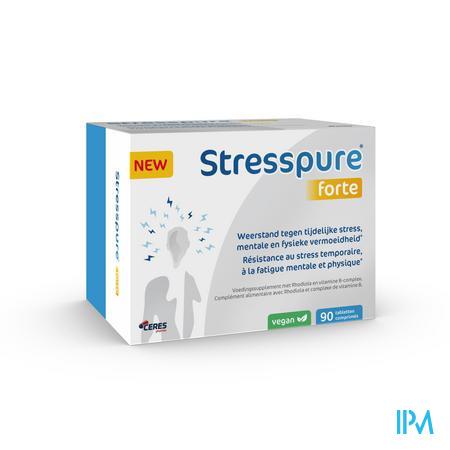 NEW
Stresspure®
forte
Weerstand tegen tijdelijke stress,
mentale en fysieke vermoeidheid*
Résistance au stress temporaire,
à la fatigue mentale et physique*
Voedingssupplement met Rhodiola en vitamine B-complex.
Complément alimentaire avec Rhodiola et complexe de vitamine B.
vegan
90 tabletten
comprimés
CERES
pharma
Stresspure
forte
IPM